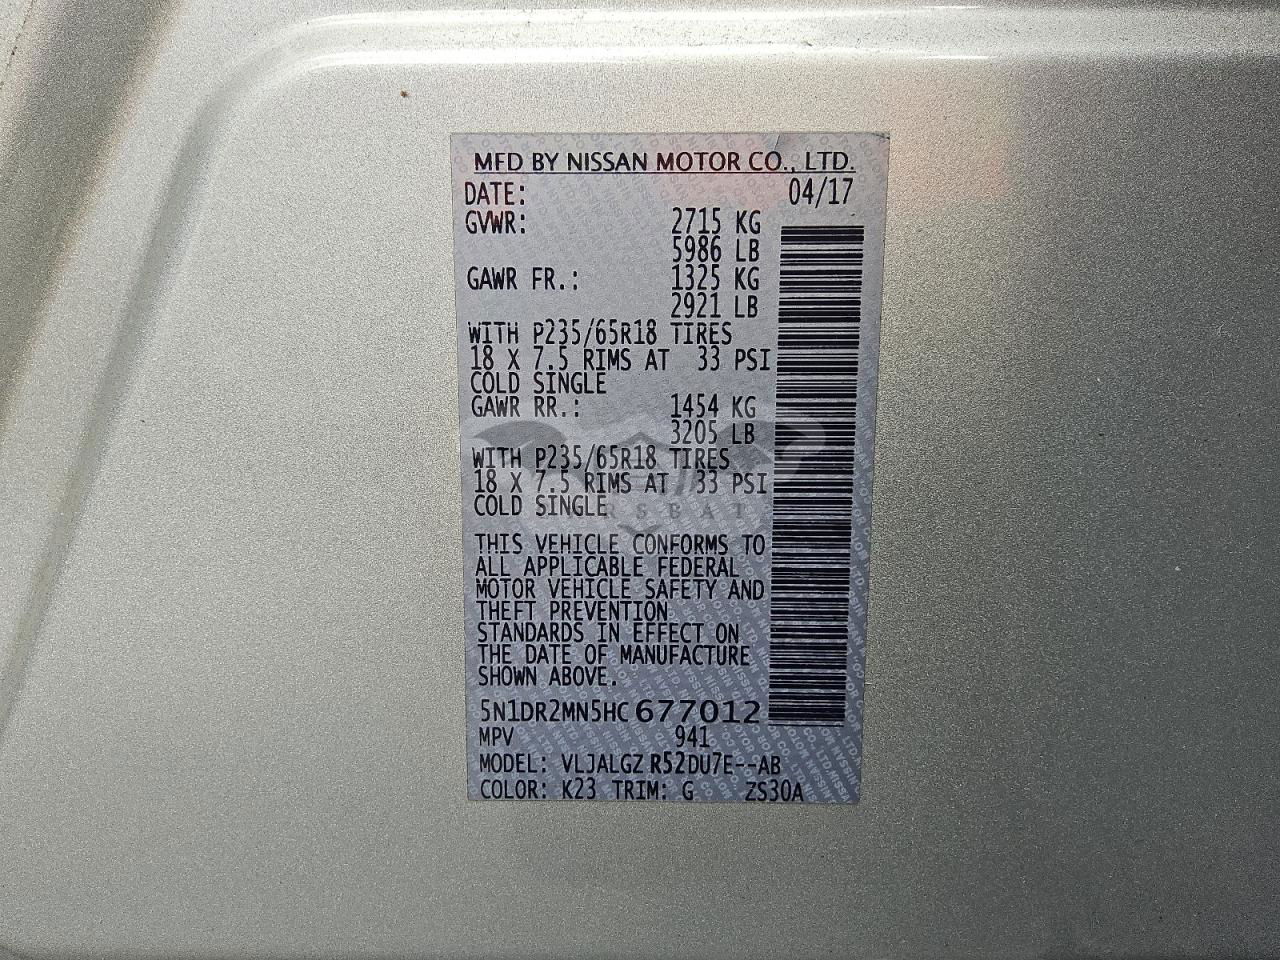 MFD BY NISSAN MOTOR CO., LTD.
DATE: 04/17
GVWR: 2715 KG
5986 LB
GAWR FR.: 1325 KG
2921 LB
WITH P235/65R18 TIRES
18 X 7.5 RIMS AT 33 PSI
COLD SINGLE
GAWR RR.: 1454 KG
3205 LB
WITH P235/65R18 TIRES
18 X 7.5 RIMS AT 33 PSI
COLD SINGLE
THIS VEHICLE CONFORMS TO
ALL APPLICABLE FEDERAL
MOTOR VEHICLE SAFETY AND
THEFT PREVENTION
STANDARDS IN EFFECT ON
THE DATE OF MANUFACTURE
SHOWN ABOVE.
5N1DR2MN5HC677012
MPV 941
MODEL: VLJALGZ R52DU7E--AB
COLOR: K23 TRIM: G ZS30A